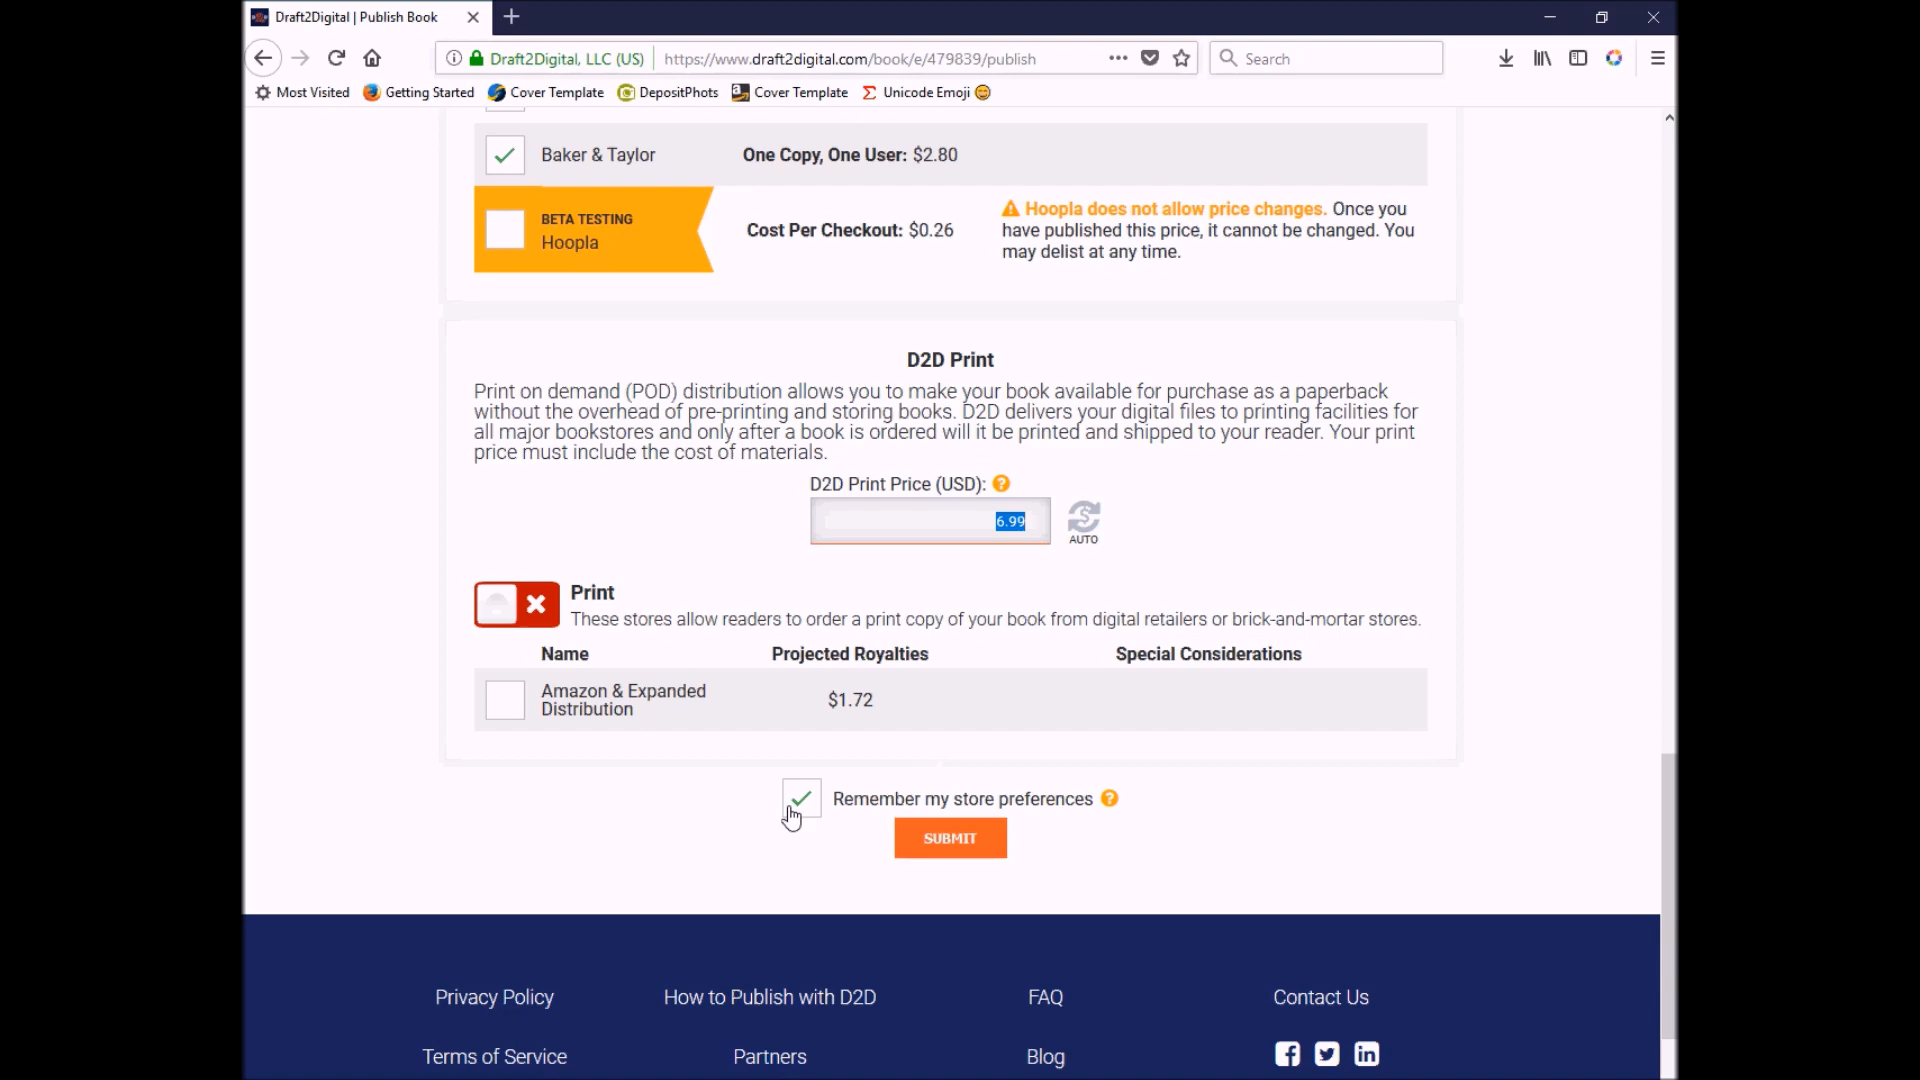 Draft2Digital | Publish Book
Draft2Digital, LLC (US) https://www.draft2digital.com/book/e/479839/publish Search
Most Visited Getting Started Cover Template DepositPhots Cover Template Unicode Emoji
Baker & Taylor One Copy, One User: $2.80
BETA TESTING
Hoopla
Cost Per Checkout: $0.26
Hoopla does not allow price changes. Once you
have published this price, it cannot be changed. You
may delist at any time.
D2D Print
Print on demand (POD) distribution allows you to make your book available for purchase as a paperback
without the overhead of pre-printing and storing books. D2D delivers your digital files to printing facilities for
all major bookstores and only after a book is ordered will it be printed and shipped to your reader. Your print
price must include the cost of materials.
D2D Print Price (USD): ?
6.99
AUTO
Print
These stores allow readers to order a print copy of your book from digital retailers or brick-and-mortar stores.
Name Projected Royalties Special Considerations
Amazon & Expanded
Distribution
$1.72
Remember my store preferences ?
SUBMIT
Privacy Policy How to Publish with D2D FAQ Contact Us
Terms of Service Partners Blog